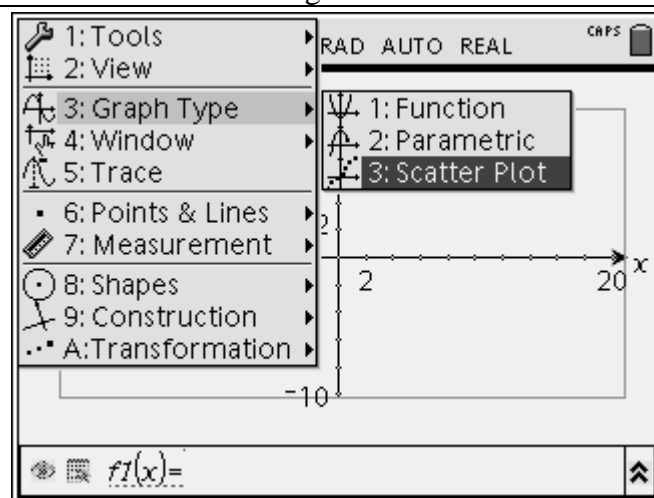 1: Tools
2: View
3: Graph Type
4: Window
5: Trace
6: Points & Lines
7: Measurement
8: Shapes
9: Construction
A: Transformation
RAD AUTO REAL
CAPS
1: Function
2: Parametric
3: Scatter Plot
2
2
20
x
-10
f1(x)=